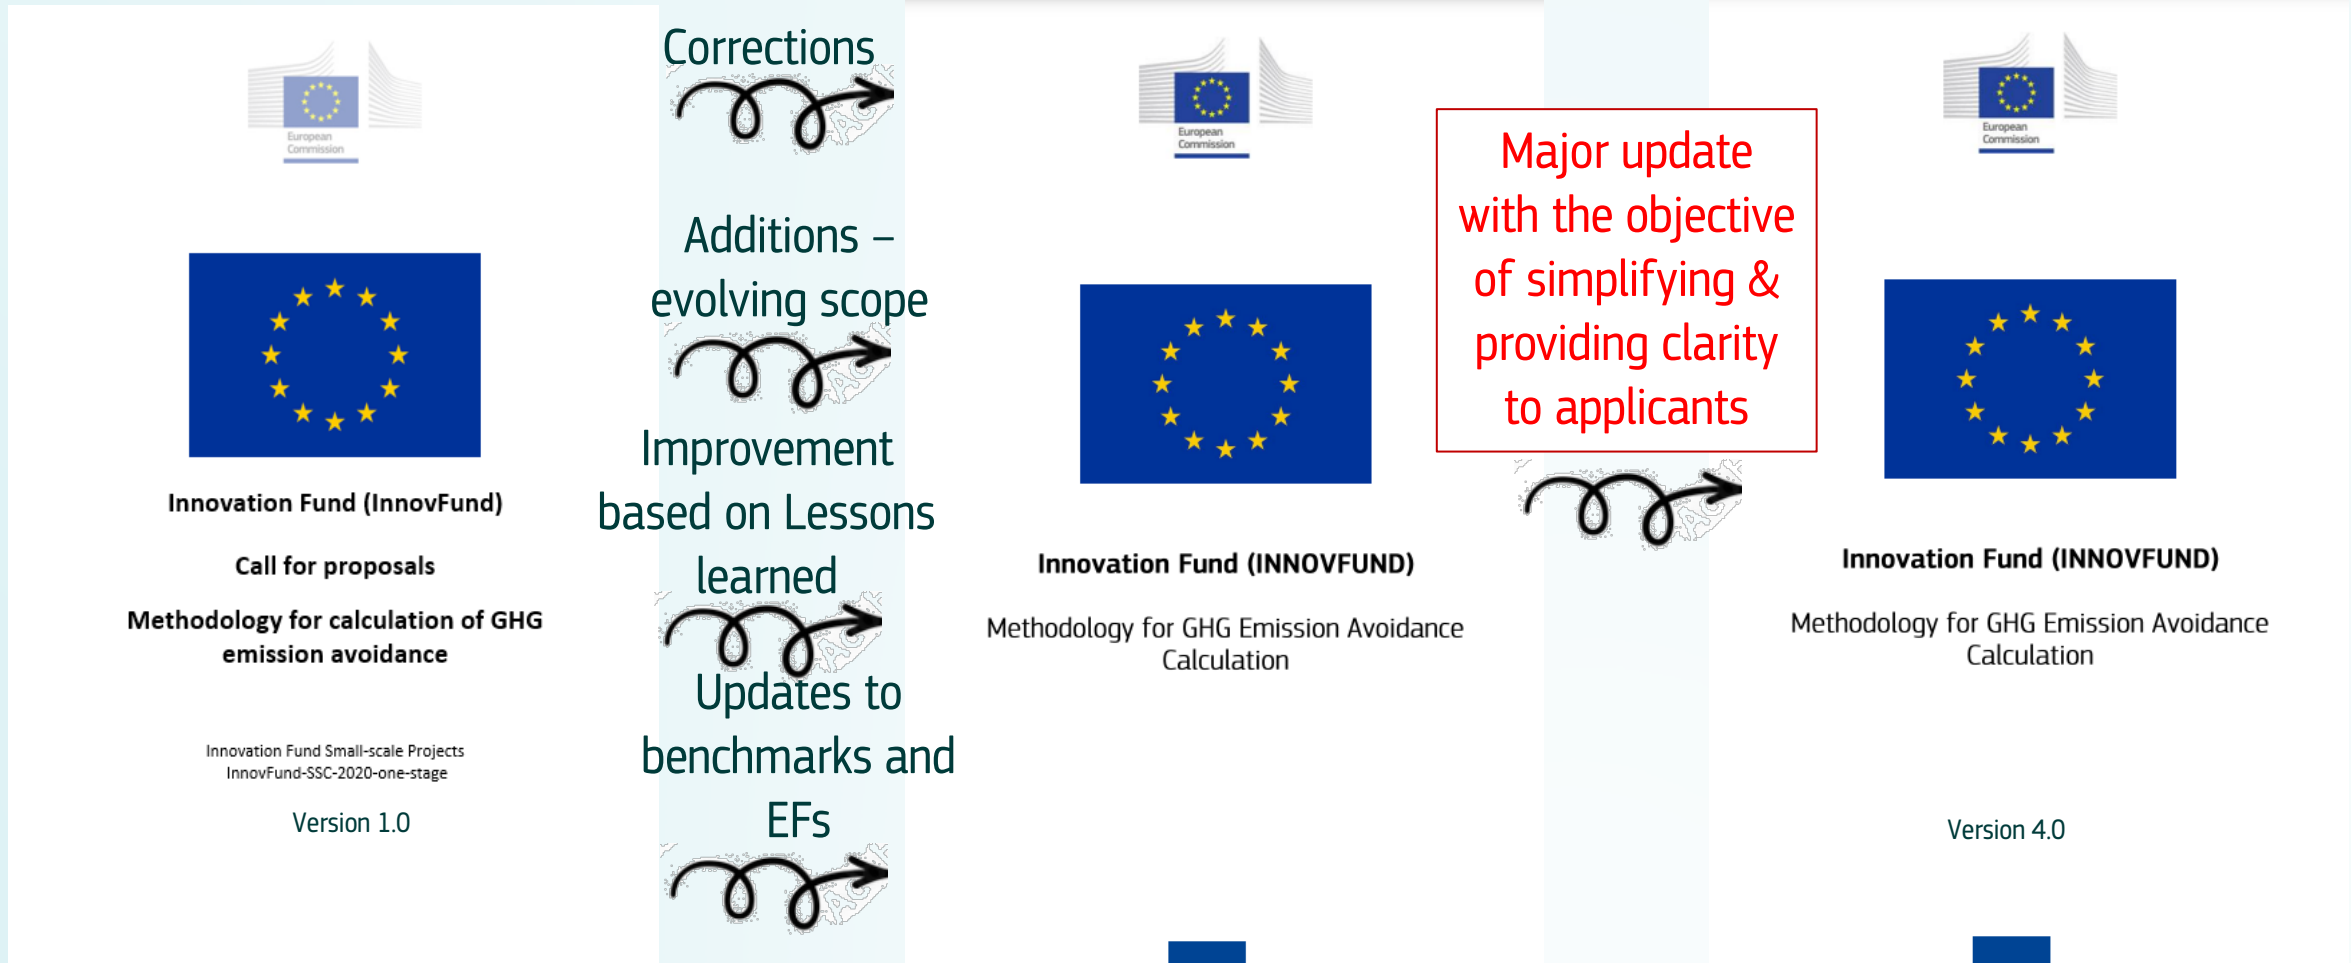 European
Commission
Innovation Fund (InnovFund)
Call for proposals
Methodology for calculation of GHG
emission avoidance
Innovation Fund Small-scale Projects
InnovFund-SSC-2020-one-stage
Version 1.0
Corrections
Additions –
evolving scope
Improvement
based on Lessons
learned
Updates to
benchmarks and
EFs
European
Commission
Innovation Fund (INNOVFUND)
Methodology for GHG Emission Avoidance
Calculation
Major update
with the objective
of simplifying &
providing clarity
to applicants
European
Commission
Innovation Fund (INNOVFUND)
Methodology for GHG Emission Avoidance
Calculation
Version 4.0